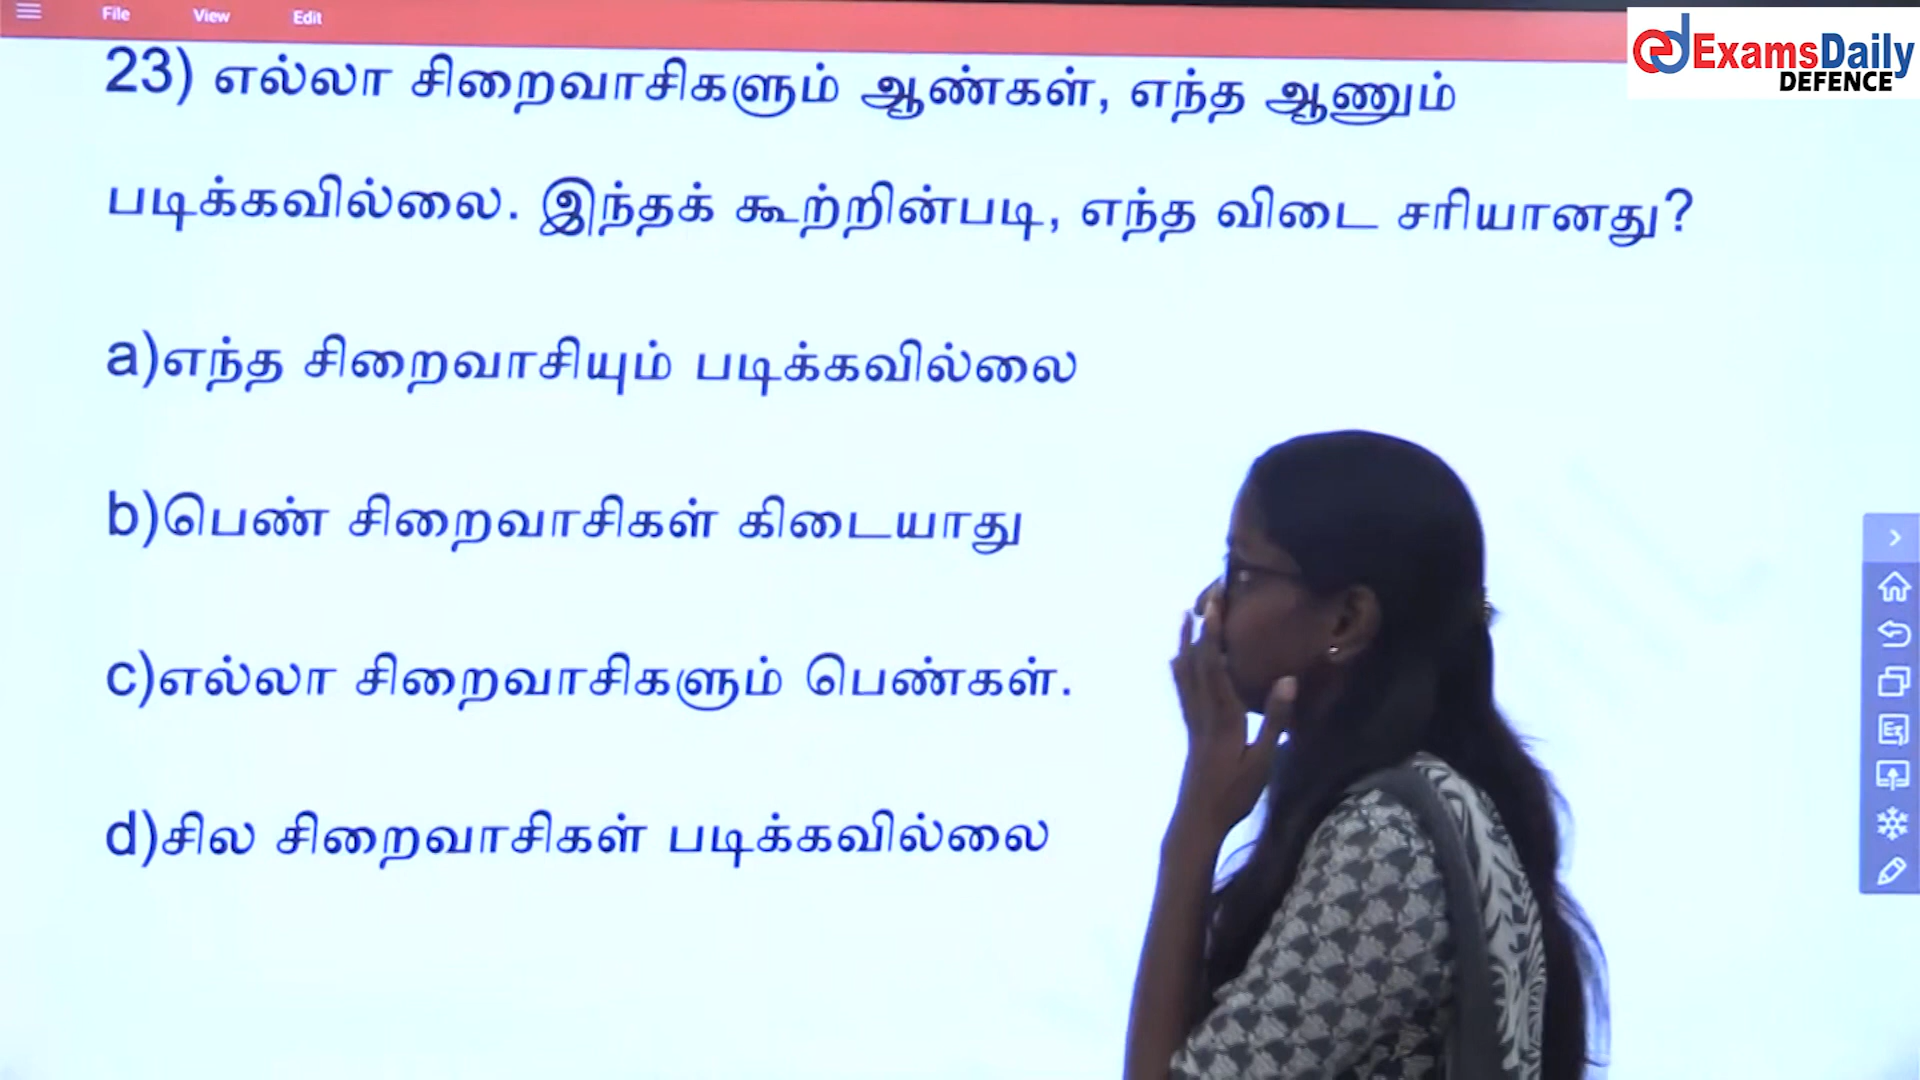 File View Edit
ExamsDaily
DEFENCE
23) எல்லா சிறைவாசிகளும் ஆண்கள், எந்த ஆணும்
படிக்கவில்லை. இந்தக் கூற்றின்படி, எந்த விடை சரியானது?
a)எந்த சிறைவாசியும் படிக்கவில்லை
b)பெண் சிறைவாசிகள் கிடையாது
c)எல்லா சிறைவாசிகளும் பெண்கள்.
d)சில சிறைவாசிகள் படிக்கவில்லை